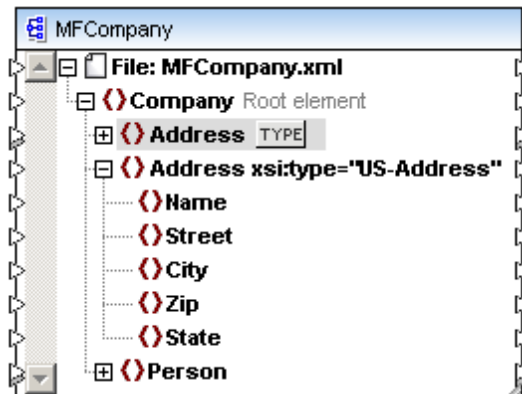 MFCompany
File: MFCompany.xml
Company Root element
Address TYPE
Address xsi:type="US-Address"
Name
Street
City
Zip
State
Person